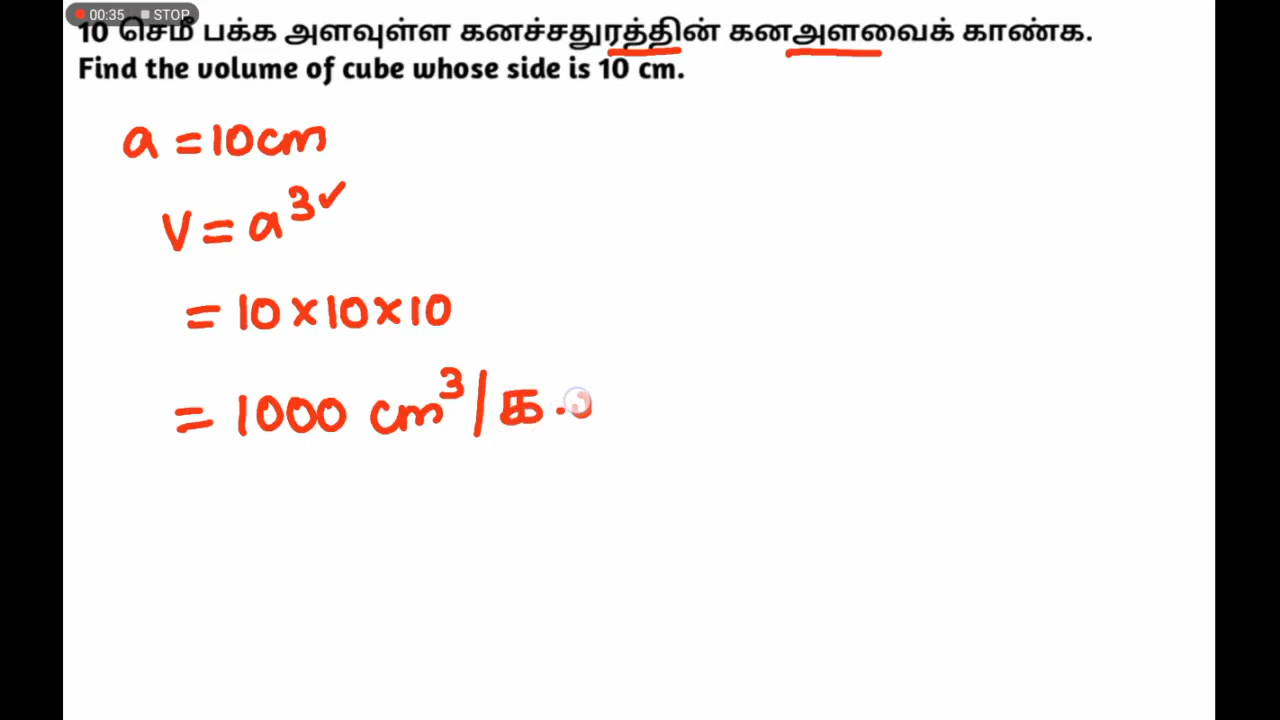 00:35 STOP
10 செமீ பக்க அளவுள்ள கனச்சதுரத்தின் கனஅளவைக் காண்க.
Find the volume of cube whose side is 10 cm.
a = 10cm
V = a³ ✓
= 10 × 10 × 10
= 1000 cm³ / க.